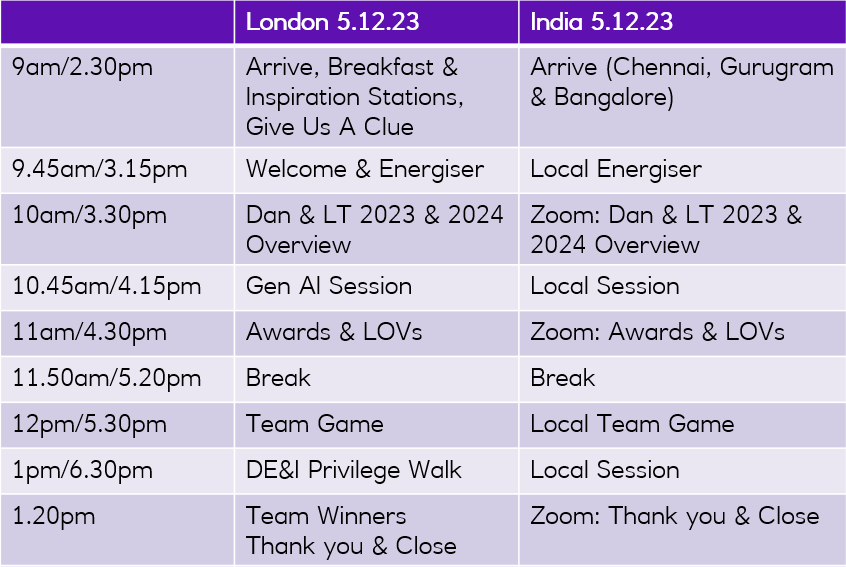 London 5.12.23
India 5.12.23
9am/2.30pm
Arrive, Breakfast &
Inspiration Stations,
Give Us A Clue
Arrive (Chennai, Gurugram
& Bangalore)
9.45am/3.15pm
Welcome & Energiser
Local Energiser
10am/3.30pm
Dan & LT 2023 & 2024
Overview
Zoom: Dan & LT 2023 &
2024 Overview
10.45am/4.15pm
Gen AI Session
Local Session
11am/4.30pm
Awards & LOVs
Zoom: Awards & LOVs
11.50am/5.20pm
Break
Break
12pm/5.30pm
Team Game
Local Team Game
1pm/6.30pm
DE&I Privilege Walk
Local Session
1.20pm
Team Winners
Thank you & Close
Zoom: Thank you & Close